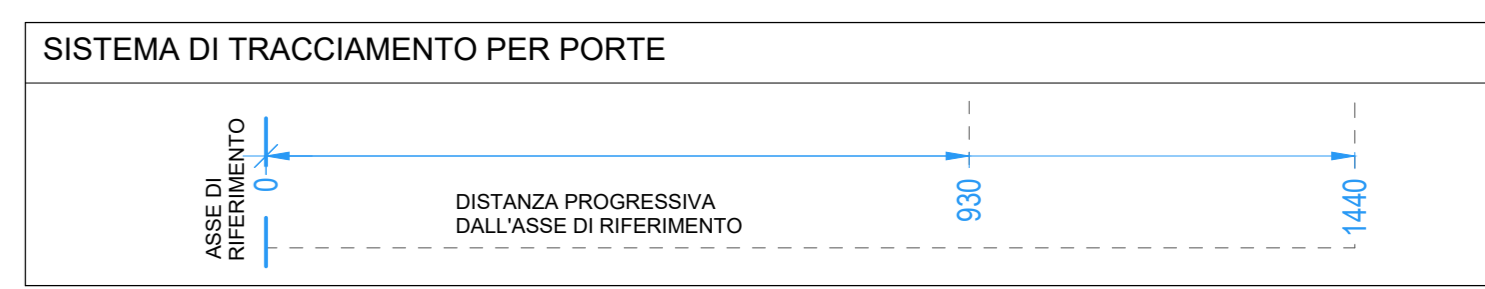 SISTEMA DI TRACCIAMENTO PER PORTE
ASSE DI
RIFERIMENTO
0
DISTANZA PROGRESSIVA
DALL'ASSE DI RIFERIMENTO
930
1440